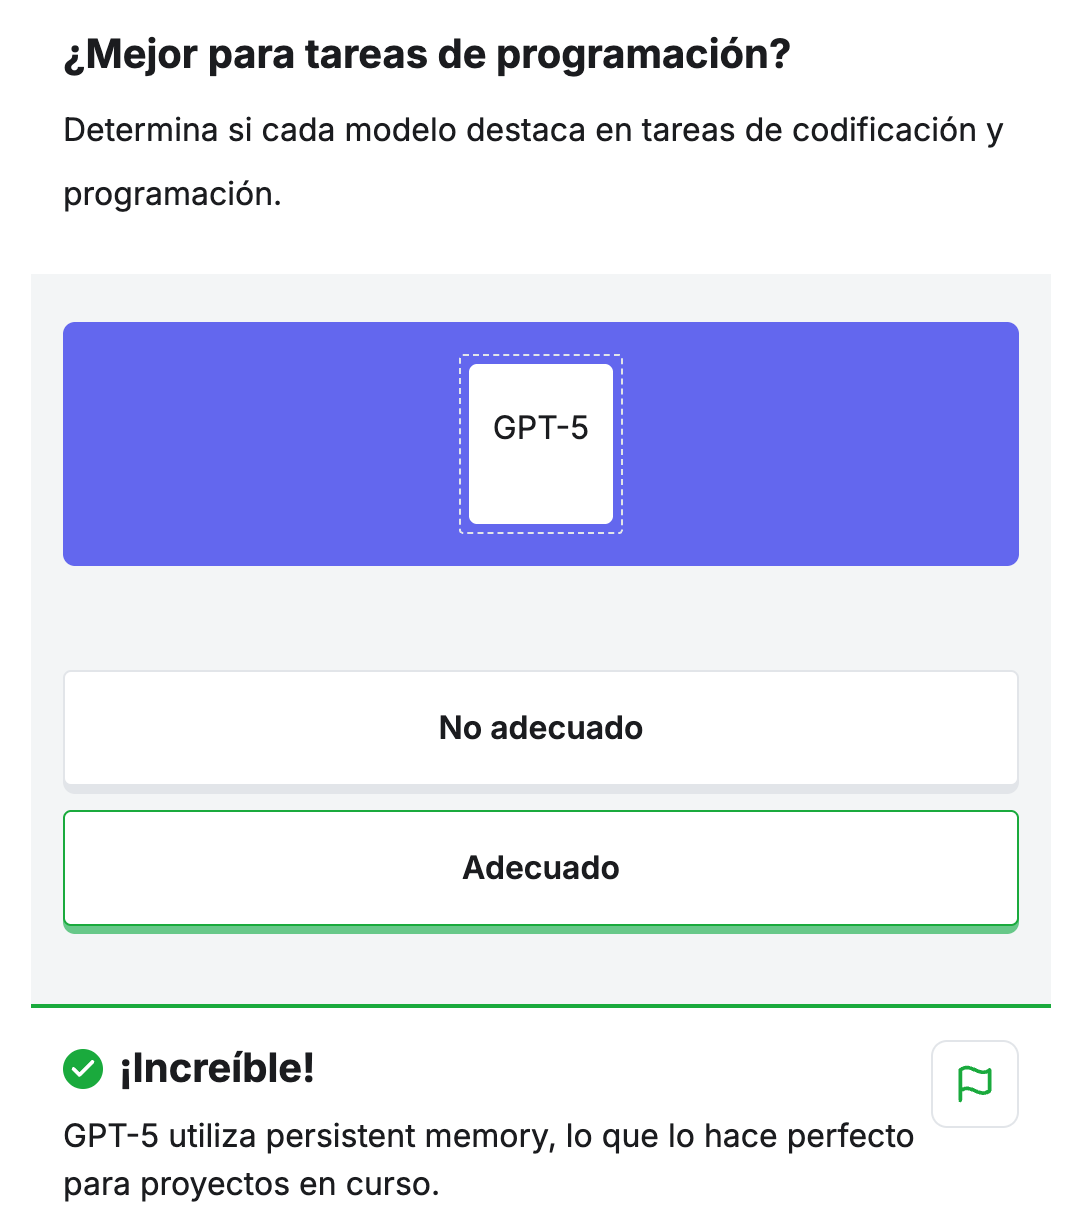 ¿Mejor para tareas de programación?
Determina si cada modelo destaca en tareas de codificación y
programación.
GPT-5
No adecuado
Adecuado
¡Increíble!
GPT-5 utiliza persistent memory, lo que lo hace perfecto
para proyectos en curso.